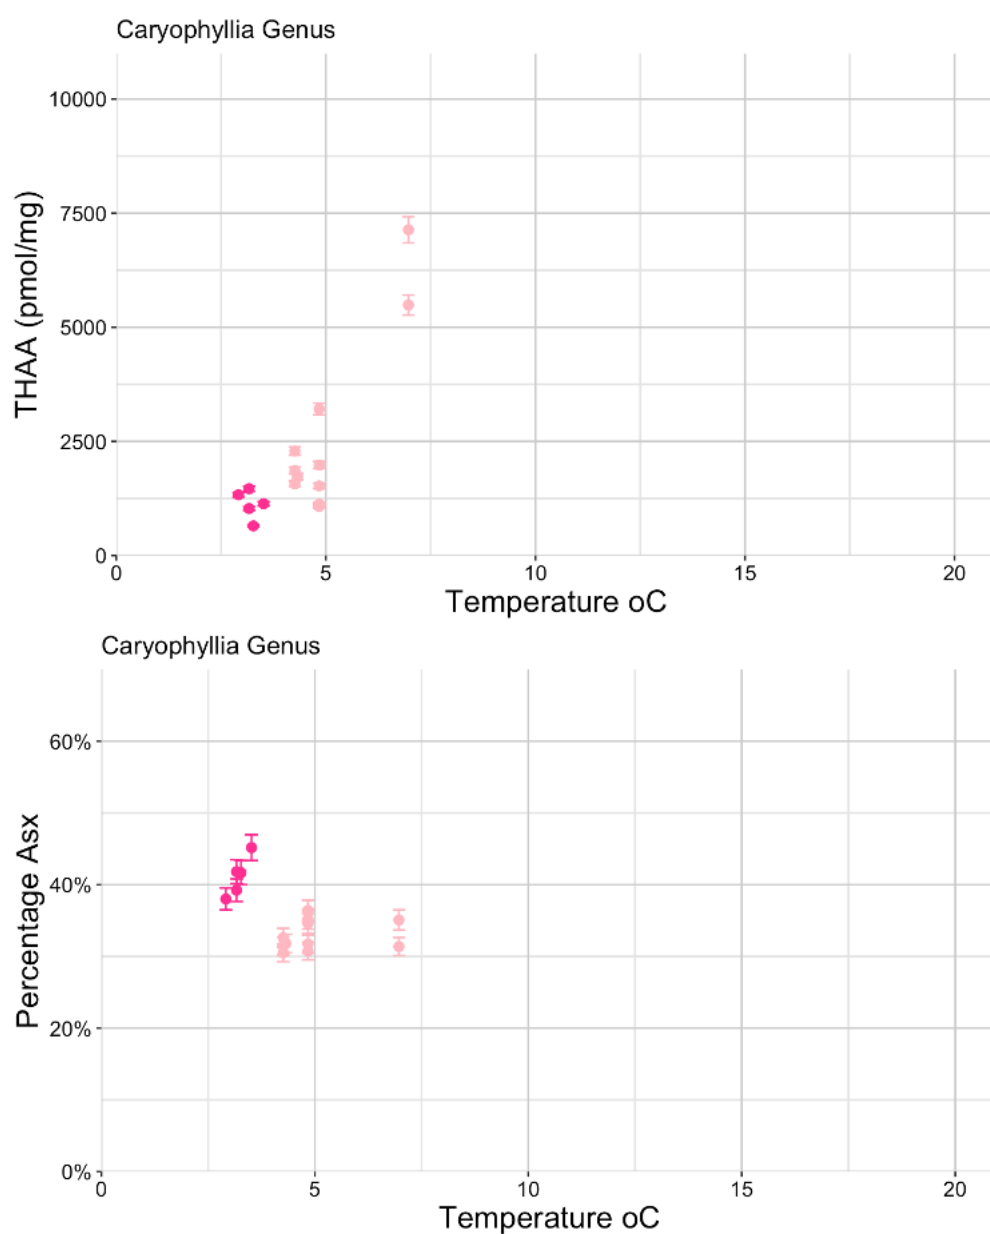 Caryophyllia Genus
10000
7500
5000
2500
0
THAA (pmol/mg)
0 5 10 15 20
Temperature oC
Caryophyllia Genus
60%
40%
20%
0%
Percentage Asx
0 5 10 15 20
Temperature oC